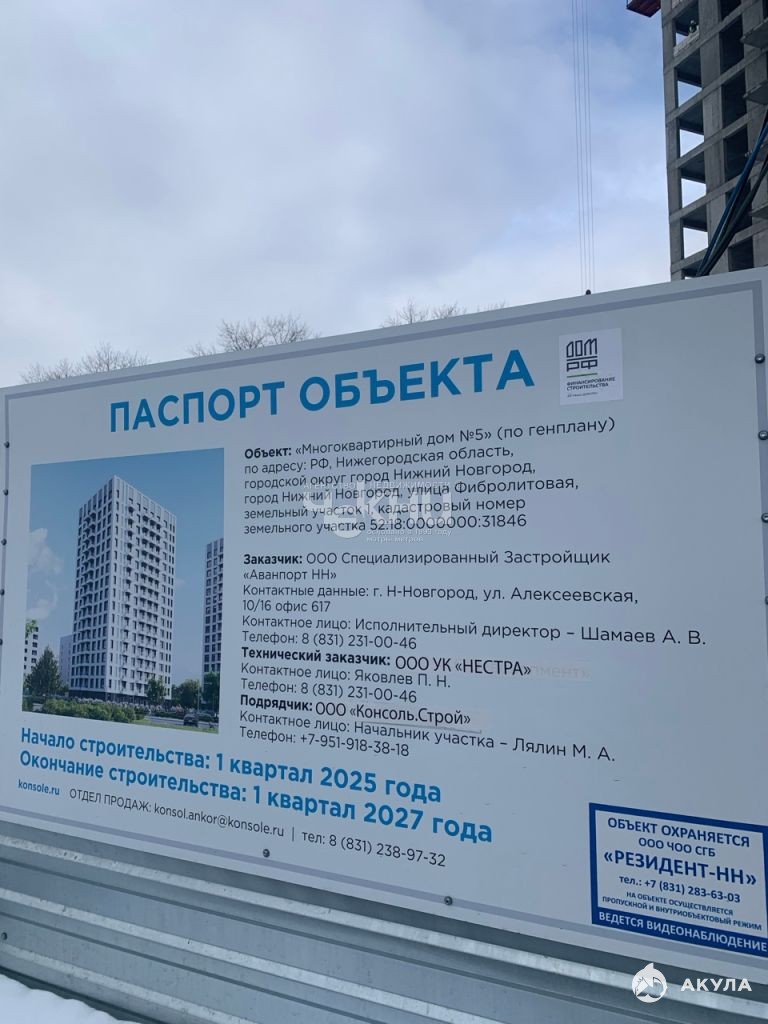 ПАСПОРТ ОБЪЕКТА
ДОМ
РФ
ФИНАНСИРОВАНИЕ
СТРОИТЕЛЬСТВА
Объект: «Многоквартирный дом №5» (по генплану)
по адресу: РФ, Нижегородская область,
городской округ город Нижний Новгород,
город Нижний Новгород, улица Фибролитовая,
земельный участок 1 кадастровый номер
земельного участка 52:18:0000000:31846
Заказчик: ООО Специализированный Застройщик
«Аванпорт НН»
Контактные данные: г. Н-Новгород, ул. Алексеевская,
10/16 офис 617
Контактное лицо: Исполнительный директор – Шамаев А. В.
Телефон: 8 (831) 231-00-46
Технический заказчик: ООО УК «НЕСТРА»
Контактное лицо: Яковлев П. Н.
Телефон: 8 (831) 231-00-46
Подрядчик: ООО «Консоль.Строй»
Контактное лицо: Начальник участка – Лялин М. А.
Телефон: +7-951-918-38-18
Начало строительства: 1 квартал 2025 года
Окончание строительства: 1 квартал 2027 года
konsole.ru ОТДЕЛ ПРОДАЖ: konsol.ankor@konsole.ru | тел: 8 (831) 238-97-32
ОБЪЕКТ ОХРАНЯЕТСЯ
ООО ЧОО СГБ
«РЕЗИДЕНТ-НН»
тел.: +7 (831) 283-63-03
НА ОБЪЕКТЕ ОСУЩЕСТВЛЯЕТСЯ
ПРОПУСКНОЙ И ВНУТРИОБЪЕКТОВЫЙ РЕЖИМ
ВЕДЕТСЯ ВИДЕОНАБЛЮДЕНИЕ
АКУЛА